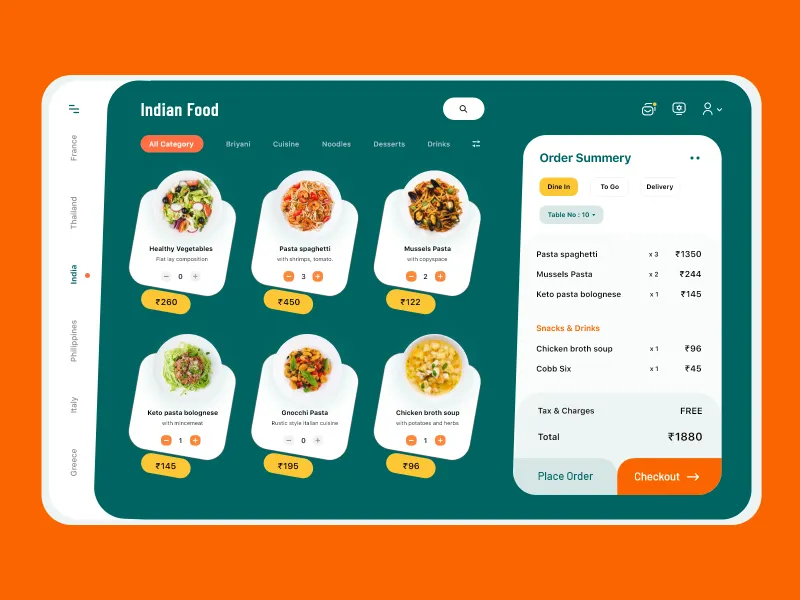 Indian Food
France
Thailand
India
Philippines
Italy
Greece
All Category Briyani Cuisine Noodles Desserts Drinks
Healthy Vegetables
Flat lay composition
0
₹260
Pasta spaghetti
with shrimps, tomato.
3
₹450
Mussels Pasta
with copyspace
2
₹122
Keto pasta bolognese
with mincemeat
1
₹145
Gnocchi Pasta
Rustic style Italian cuisine
0
₹195
Chicken broth soup
with potatoes and herbs
1
₹96
Order Summery
Dine In To Go Delivery
Table No : 10
Pasta spaghetti x 3 ₹1350
Mussels Pasta x 2 ₹244
Keto pasta bolognese x 1 ₹145
Snacks & Drinks
Chicken broth soup x 1 ₹96
Cobb Six x 1 ₹45
Tax & Charges FREE
Total ₹1880
Place Order Checkout